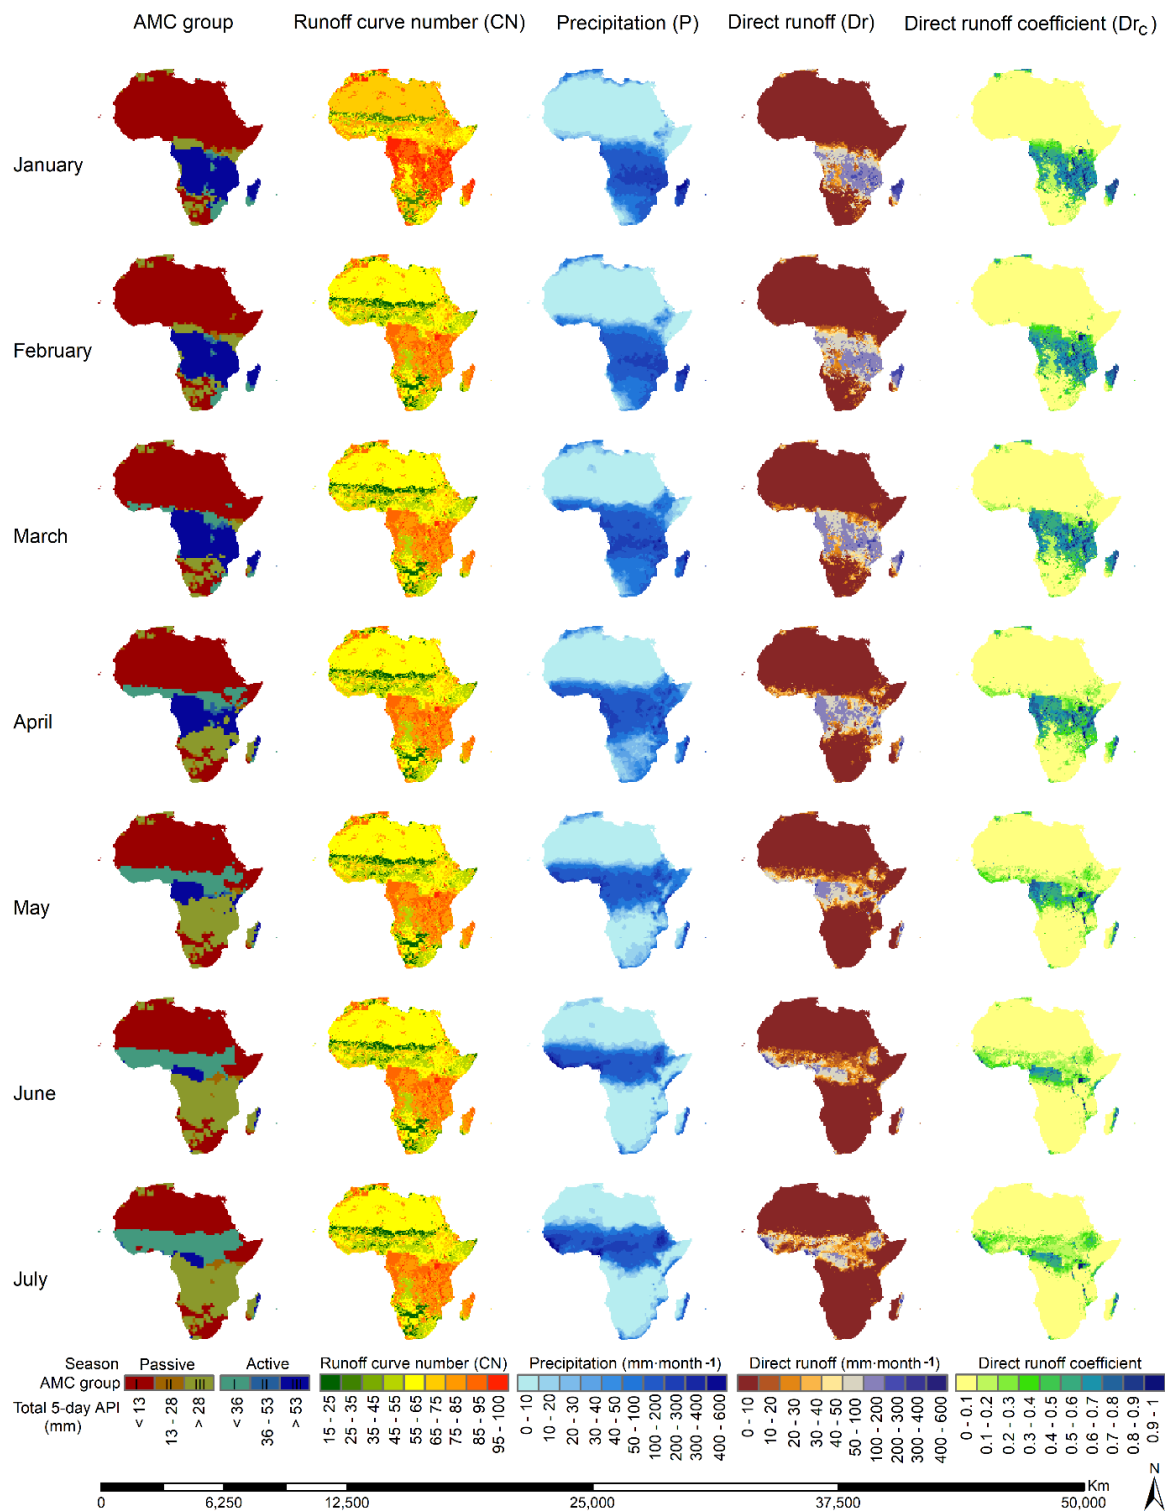 AMC group Runoff curve number (CN) Precipitation (P) Direct runoff (Dr) Direct runoff coefficient (DrC)
January
February
March
April
May
June
July
Season Passive Active Runoff curve number (CN) Precipitation (mm·month⁻¹) Direct runoff (mm·month⁻¹) Direct runoff coefficient
AMC group I II III I II III
Total 5-day API (mm) < 13 13 - 28 > 28 <36 36 - 53 >53
15 - 25 25 - 35 35 - 45 45 - 55 55 - 65 65 - 75 75 - 85 85 - 95 95 - 100
0 - 10 10 - 20 20 - 30 30 - 40 40 - 50 50 - 100 100 - 200 200 - 300 300 - 400 400 - 600
0 - 10 10 - 20 20 - 30 30 - 40 40 - 50 50 - 100 100 - 200 200 - 300 300 - 400 400 - 600
0 - 0.1 0.1 - 0.2 0.2 - 0.3 0.3 - 0.4 0.4 - 0.5 0.5 - 0.6 0.6 - 0.7 0.7 - 0.8 0.8 - 0.9 0.9 - 1
Km
N
0 6,250 12,500 25,000 37,500 50,000